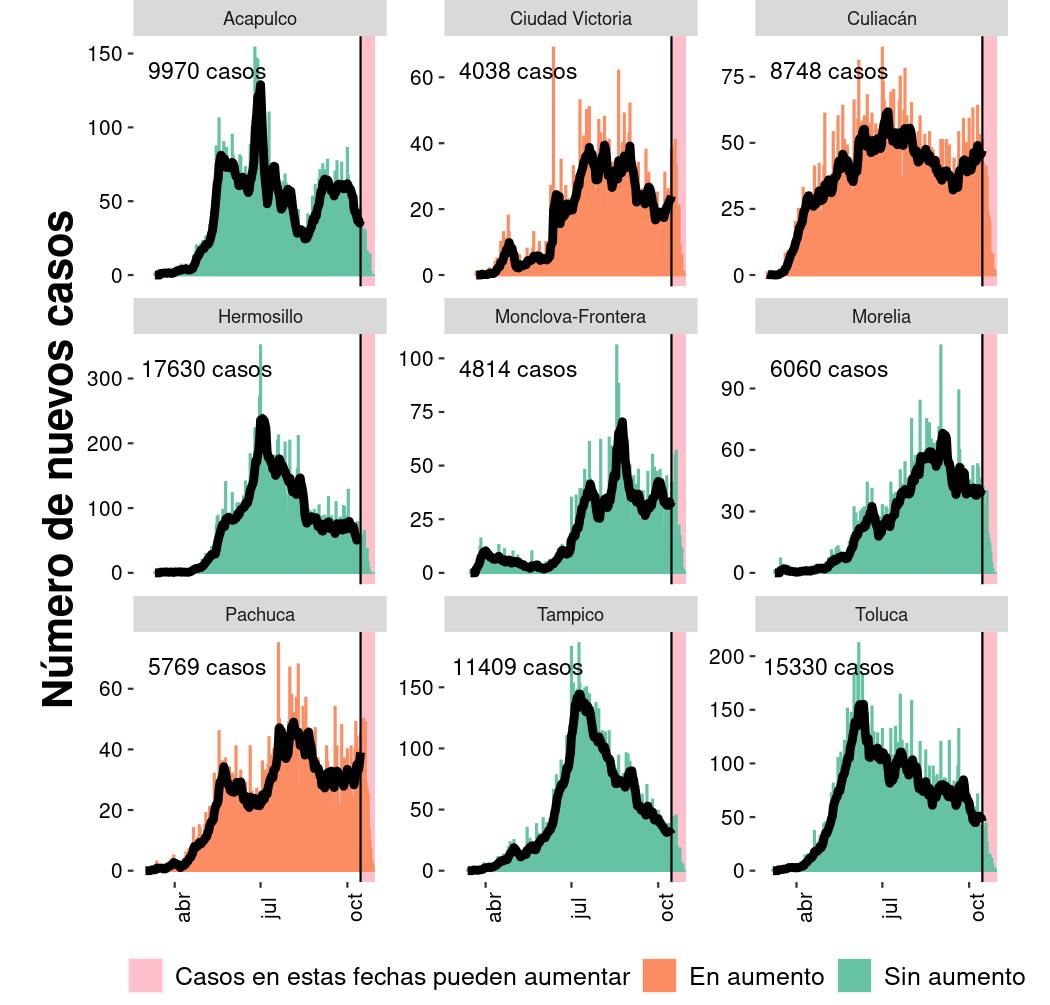 Número de nuevos casos
Acapulco
9970 casos
150
100
50
0
Ciudad Victoria
4038 casos
60
40
20
0
Culiacán
8748 casos
75
50
25
0
Hermosillo
17630 casos
300
200
100
0
Monclova-Frontera
4814 casos
100
75
50
25
0
Morelia
6060 casos
90
60
30
0
Pachuca
5769 casos
60
40
20
0
abr jul oct
Tampico
11409 casos
150
100
50
0
abr jul oct
Toluca
15330 casos
200
150
100
50
0
abr jul oct
Casos en estas fechas pueden aumentar En aumento Sin aumento